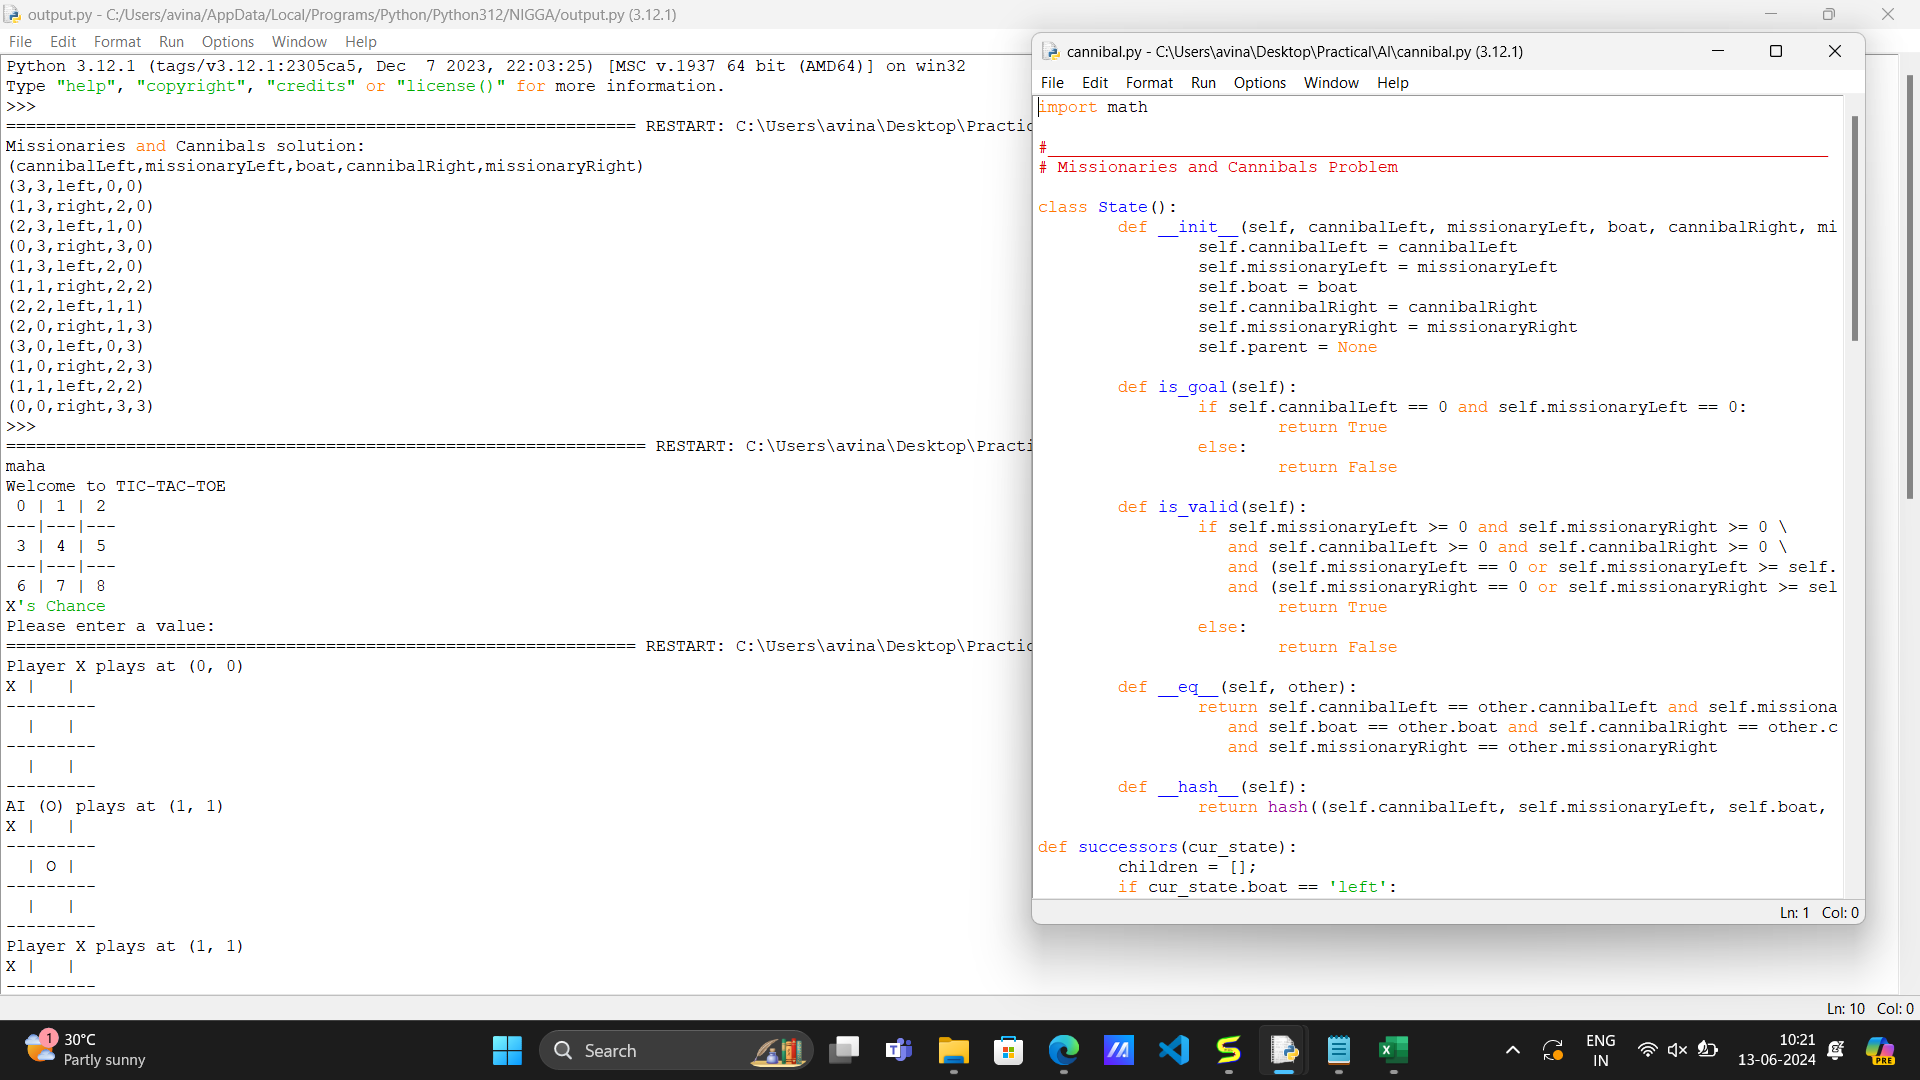 output.py - C:/Users/avina/AppData/Local/Programs/Python/Python312/NIGGA/output.py (3.12.1)
File Edit Format Run Options Window Help
Python 3.12.1 (tags/v3.12.1:2305ca5, Dec  7 2023, 22:03:25) [MSC v.1937 64 bit (AMD64)] on win32
Type "help", "copyright", "credits" or "license()" for more information.
>>>
=============================================================== RESTART: C:\Users\avina\Desktop\Practic
Missionaries and Cannibals solution:
(cannibalLeft,missionaryLeft,boat,cannibalRight,missionaryRight)
(3,3,left,0,0)
(1,3,right,2,0)
(2,3,left,1,0)
(0,3,right,3,0)
(1,3,left,2,0)
(1,1,right,2,2)
(2,2,left,1,1)
(2,0,right,1,3)
(3,0,left,0,3)
(1,0,right,2,3)
(1,1,left,2,2)
(0,0,right,3,3)
>>>
================================================================ RESTART: C:\Users\avina\Desktop\Practi
maha
Welcome to TIC-TAC-TOE
 0 | 1 | 2
---|---|---
 3 | 4 | 5
---|---|---
 6 | 7 | 8
X's Chance
Please enter a value:
=============================================================== RESTART: C:\Users\avina\Desktop\Practic
Player X plays at (0, 0)
X |   |
---------
  |   |
---------
  |   |
---------
AI (O) plays at (1, 1)
X |   |
---------
  | O |
---------
  |   |
---------
Player X plays at (1, 1)
X |   |
---------
Ln: 10 Col: 0
cannibal.py - C:\Users\avina\Desktop\Practical\AI\cannibal.py (3.12.1)
File Edit Format Run Options Window Help
import math
#______________________________________________________________________________
# Missionaries and Cannibals Problem
class State():
        def __init__(self, cannibalLeft, missionaryLeft, boat, cannibalRight, mi
                self.cannibalLeft = cannibalLeft
                self.missionaryLeft = missionaryLeft
                self.boat = boat
                self.cannibalRight = cannibalRight
                self.missionaryRight = missionaryRight
                self.parent = None
        def is_goal(self):
                if self.cannibalLeft == 0 and self.missionaryLeft == 0:
                        return True
                else:
                        return False
        def is_valid(self):
                if self.missionaryLeft >= 0 and self.missionaryRight >= 0 \
                   and self.cannibalLeft >= 0 and self.cannibalRight >= 0 \
                   and (self.missionaryLeft == 0 or self.missionaryLeft >= self.
                   and (self.missionaryRight == 0 or self.missionaryRight >= sel
                        return True
                else:
                        return False
        def __eq__(self, other):
                return self.cannibalLeft == other.cannibalLeft and self.missiona
                   and self.boat == other.boat and self.cannibalRight == other.c
                   and self.missionaryRight == other.missionaryRight
        def __hash__(self):
                return hash((self.cannibalLeft, self.missionaryLeft, self.boat,
def successors(cur_state):
        children = [];
        if cur_state.boat == 'left':
Ln: 1 Col: 0
1
30°C
Partly sunny
Search
ENG
IN
10:21
13-06-2024
PRE